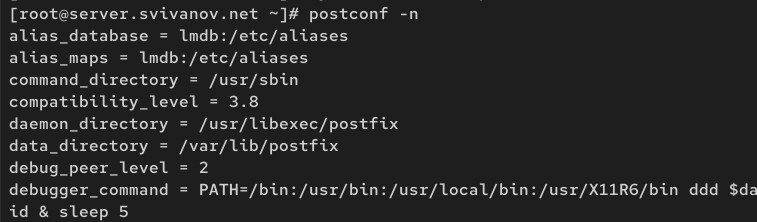 [root@server.svivanov.net ~]# postconf -n
alias_database = lmdb:/etc/aliases
alias_maps = lmdb:/etc/aliases
command_directory = /usr/sbin
compatibility_level = 3.8
daemon_directory = /usr/libexec/postfix
data_directory = /var/lib/postfix
debug_peer_level = 2
debugger_command = PATH=/bin:/usr/bin:/usr/local/bin:/usr/X11R6/bin ddd $da
id & sleep 5